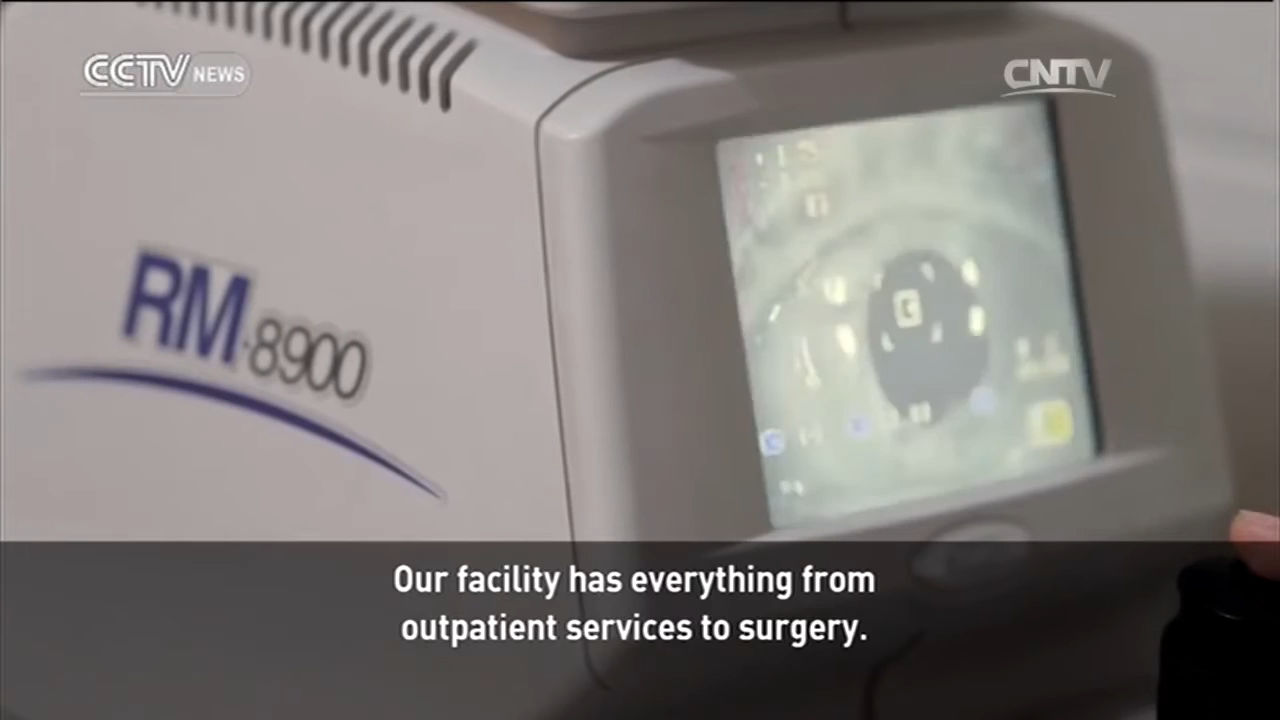 CCTV NEWS
CNTV
RM-8900
Our facility has everything from
outpatient services to surgery.